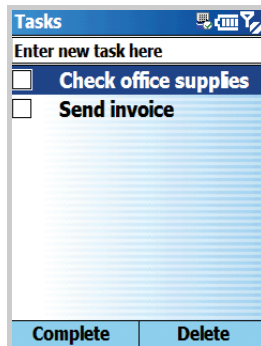 Tasks
Enter new task here
Check office supplies
Send invoice
Complete Delete